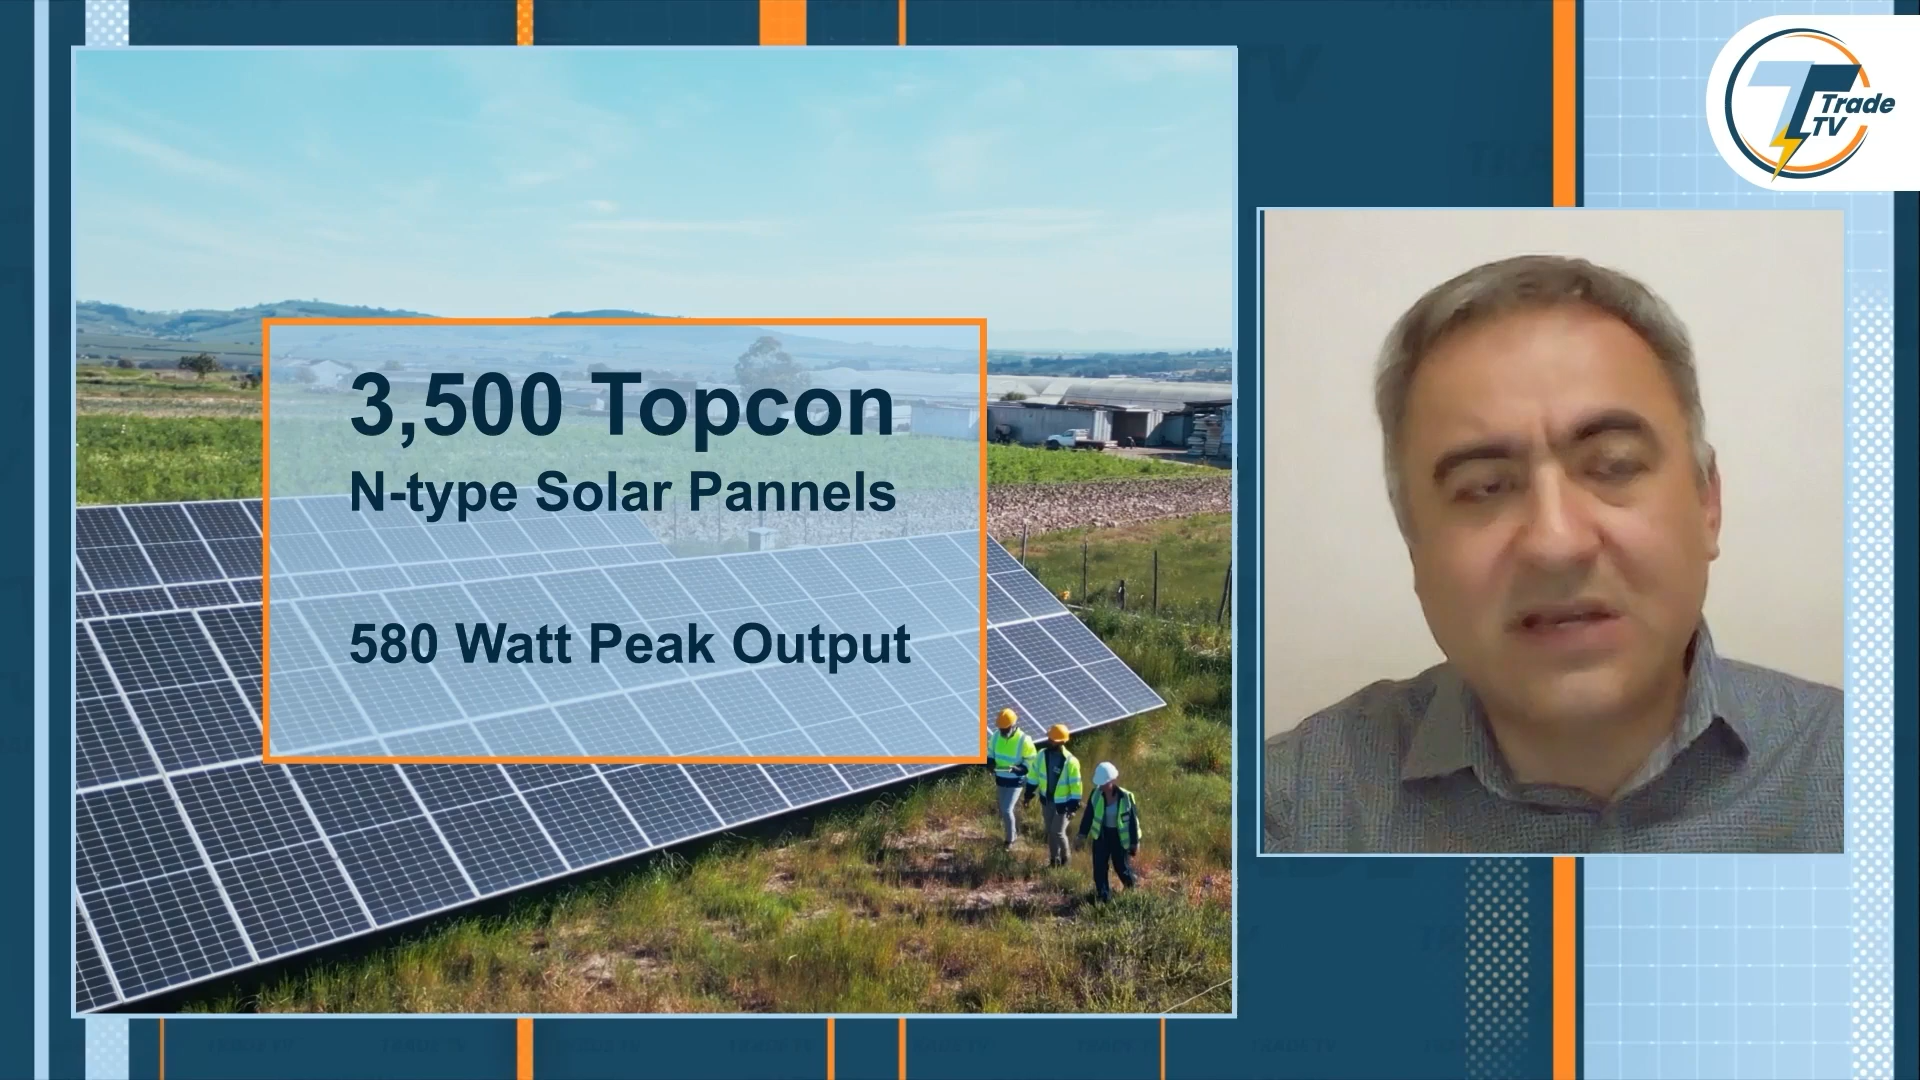 3,500 Topcon
N-type Solar Pannels
580 Watt Peak Output
Trade
TV